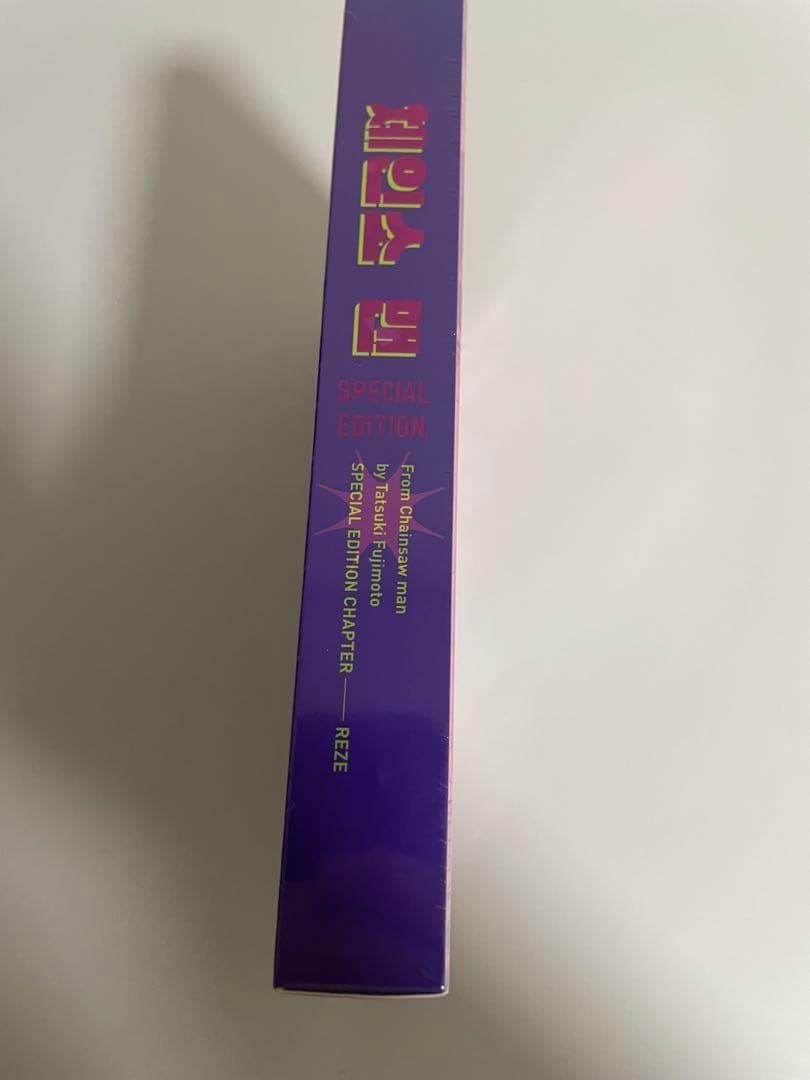 체인소 맨
SPECIAL
EDITION
From Chainsaw man
by Tatsuki Fujimoto
SPECIAL EDITION CHAPTER —— REZE